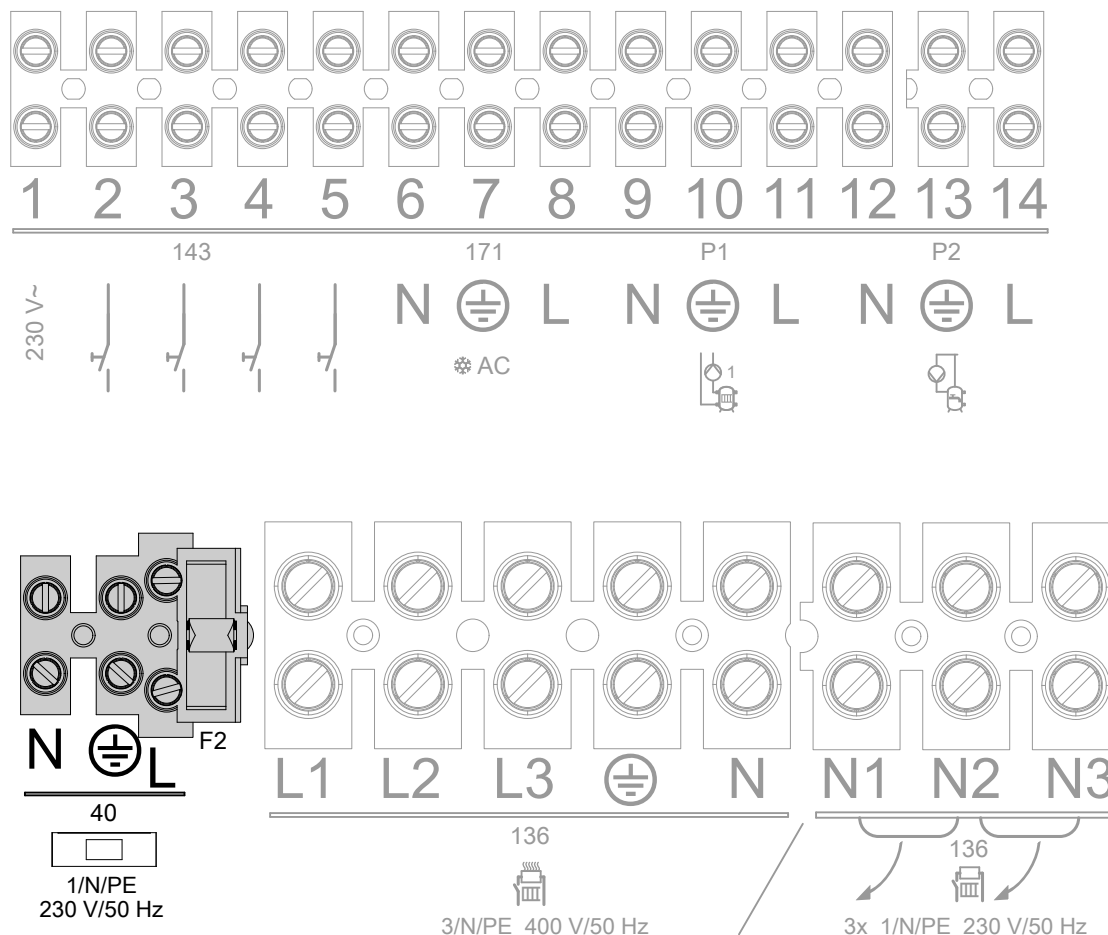 1 2 3 4 5 6 7 8 9 10 11 12 13 14
143 171 P1 P2
230 V~ N L N L N L
AC 1
F2
N L L1 L2 L3 N N1 N2 N3
40 136 136
1/N/PE
230 V/50 Hz
3/N/PE 400 V/50 Hz 3x 1/N/PE 230 V/50 Hz